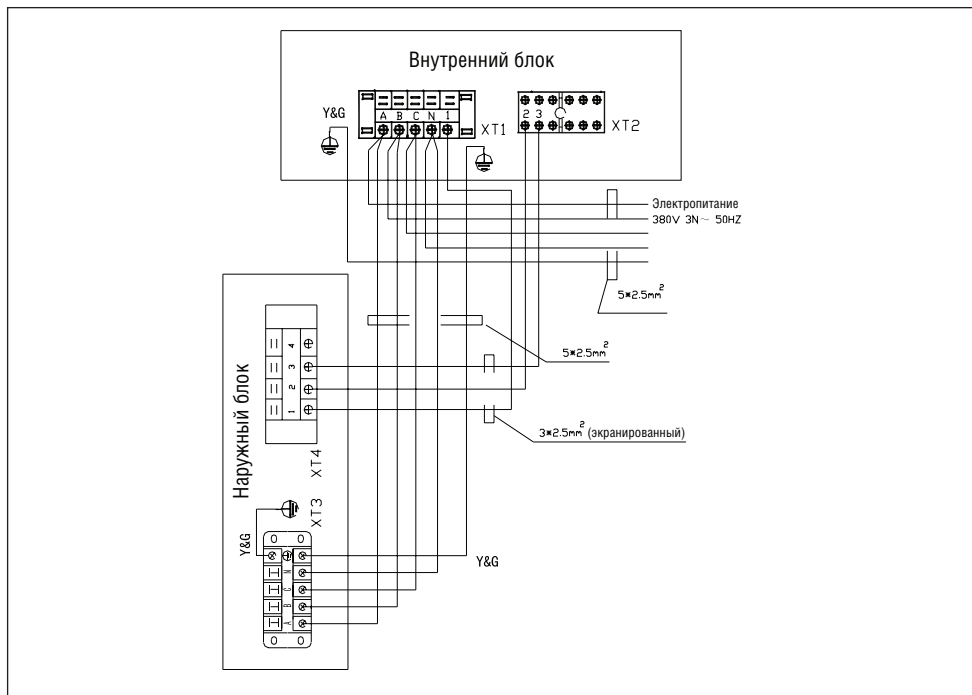 Внутренний блок
Y&G
A B C N 1
XT1
2 3
XT2
Электропитание
380V 3N~ 50HZ
5*2.5mm²
5*2.5mm²
3*2.5mm² (экранированный)
Наружный блок
4
3
2
1
XT4
XT3
Y&G
Y&G
N
C
B
A